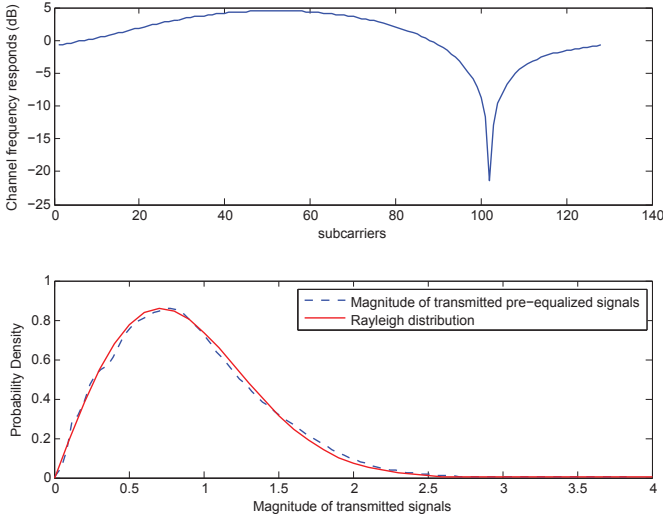 Channel frequency responds (dB)
5
0
−5
−10
−15
−20
−25
0 20 40 60 80 100 120 140
subcarriers
Probability Density
1
0.8
0.6
0.4
0.2
0
Magnitude of transmitted pre−equalized signals
Rayleigh distribution
0 0.5 1 1.5 2 2.5 3 3.5 4
Magnitude of transmitted signals